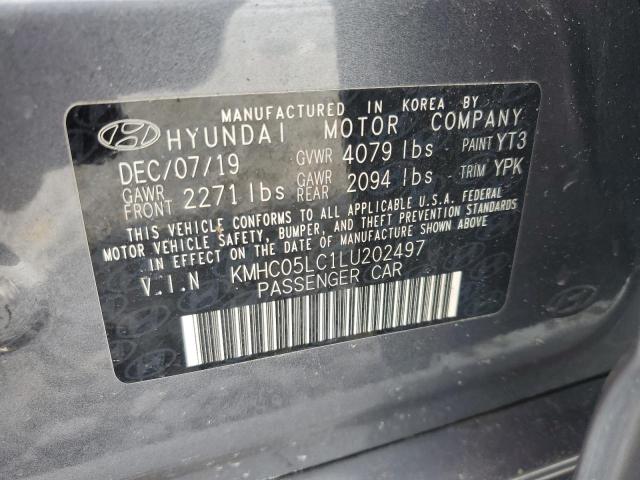 MANUFACTURED IN KOREA BY
HYUNDAI MOTOR COMPANY
DEC/07/19 GVWR 4079 lbs PAINT YT3
GAWR FRONT 2271 lbs GAWR REAR 2094 lbs TRIM YPK
THIS VEHICLE CONFORMS TO ALL APPLICABLE U.S.A. FEDERAL
MOTOR VEHICLE SAFETY, BUMPER, AND THEFT PREVENTION STANDARDS
IN EFFECT ON THE DATE OF MANUFACTURE SHOWN ABOVE.
V.I.N KMHC05LC1LU202497
PASSENGER CAR